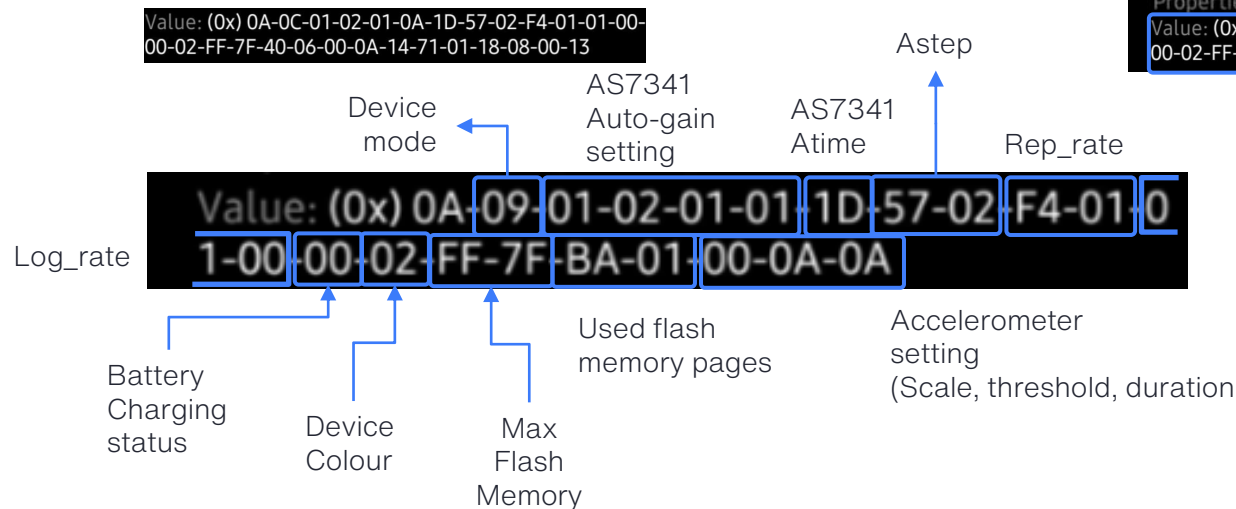 Value: (0x) 0A-0C-01-02-01-0A-1D-57-02-F4-01-01-00-
00-02-FF-7F-40-06-00-0A-14-71-01-18-08-00-13
Properti
Value: (0x
00-02-FF-
Astep
Device
mode
AS7341
Auto-gain
setting
AS7341
Atime
Rep_rate
Value: (0x) 0A-09-01-02-01-01-1D-57-02-F4-01-0
1-00-00-02-FF-7F-BA-01-00-0A-0A
Log_rate
Battery
Charging
status
Device
Colour
Max
Flash
Memory
Used flash
memory pages
Accelerometer
setting
(Scale, threshold, duration